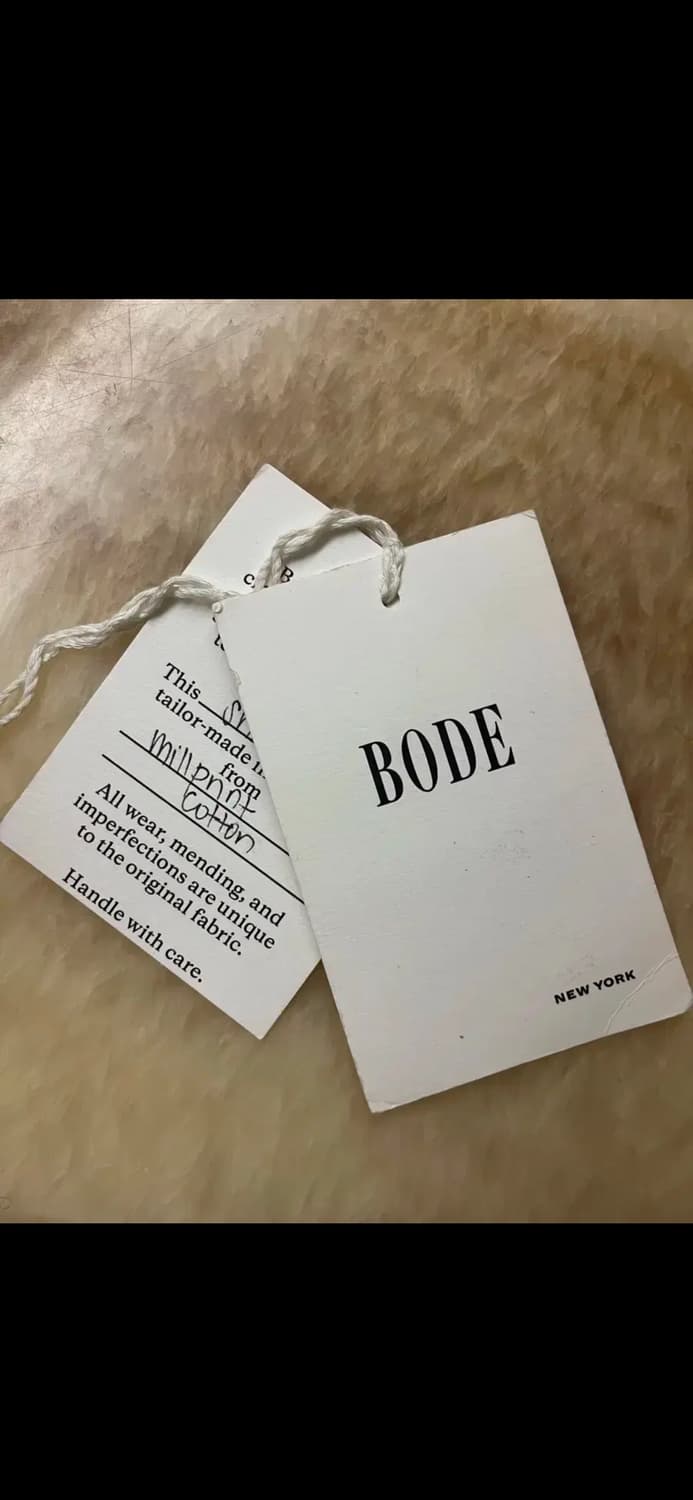 B
This
tailor-made
from
millprint
cotton
All wear, mending, and
imperfections are unique
to the original fabric.
Handle with care.
BODE
NEW YORK